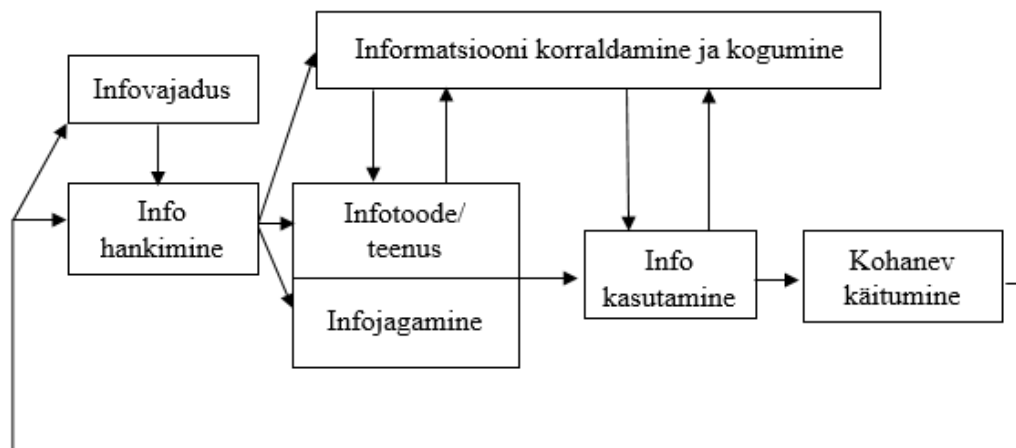 Informatsiooni korraldamine ja kogumine
Infovajadus
Info
hankimine
Infotoode/
teenus
Infojagamine
Info
kasutamine
Kohanev
käitumine